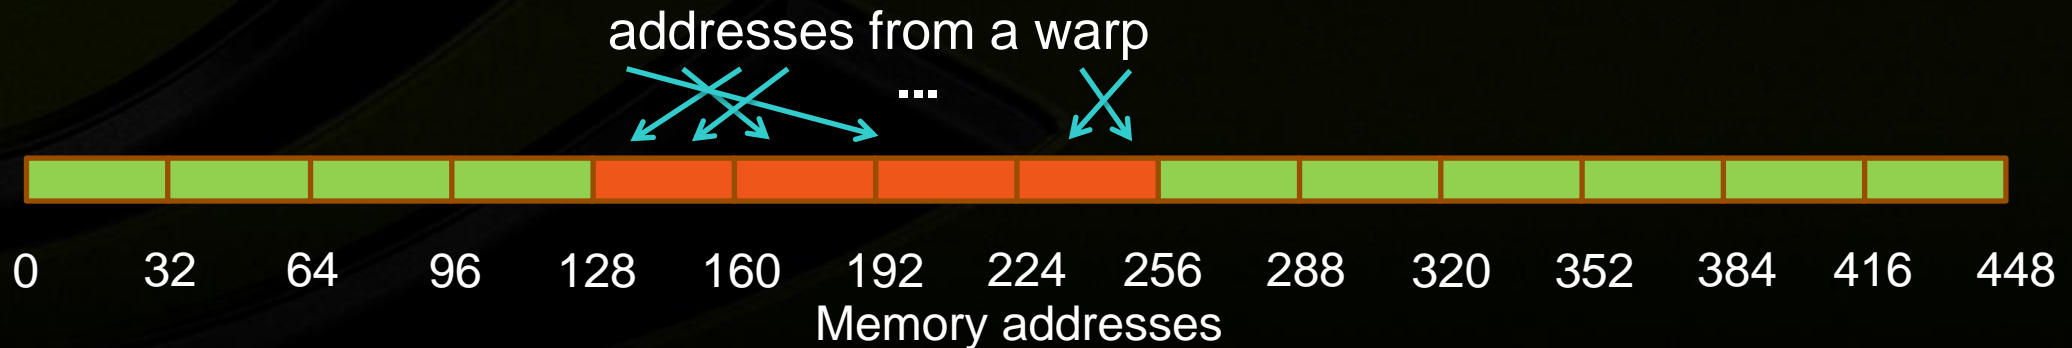 addresses from a warp
...
0 32 64 96 128 160 192 224 256 288 320 352 384 416 448
Memory addresses